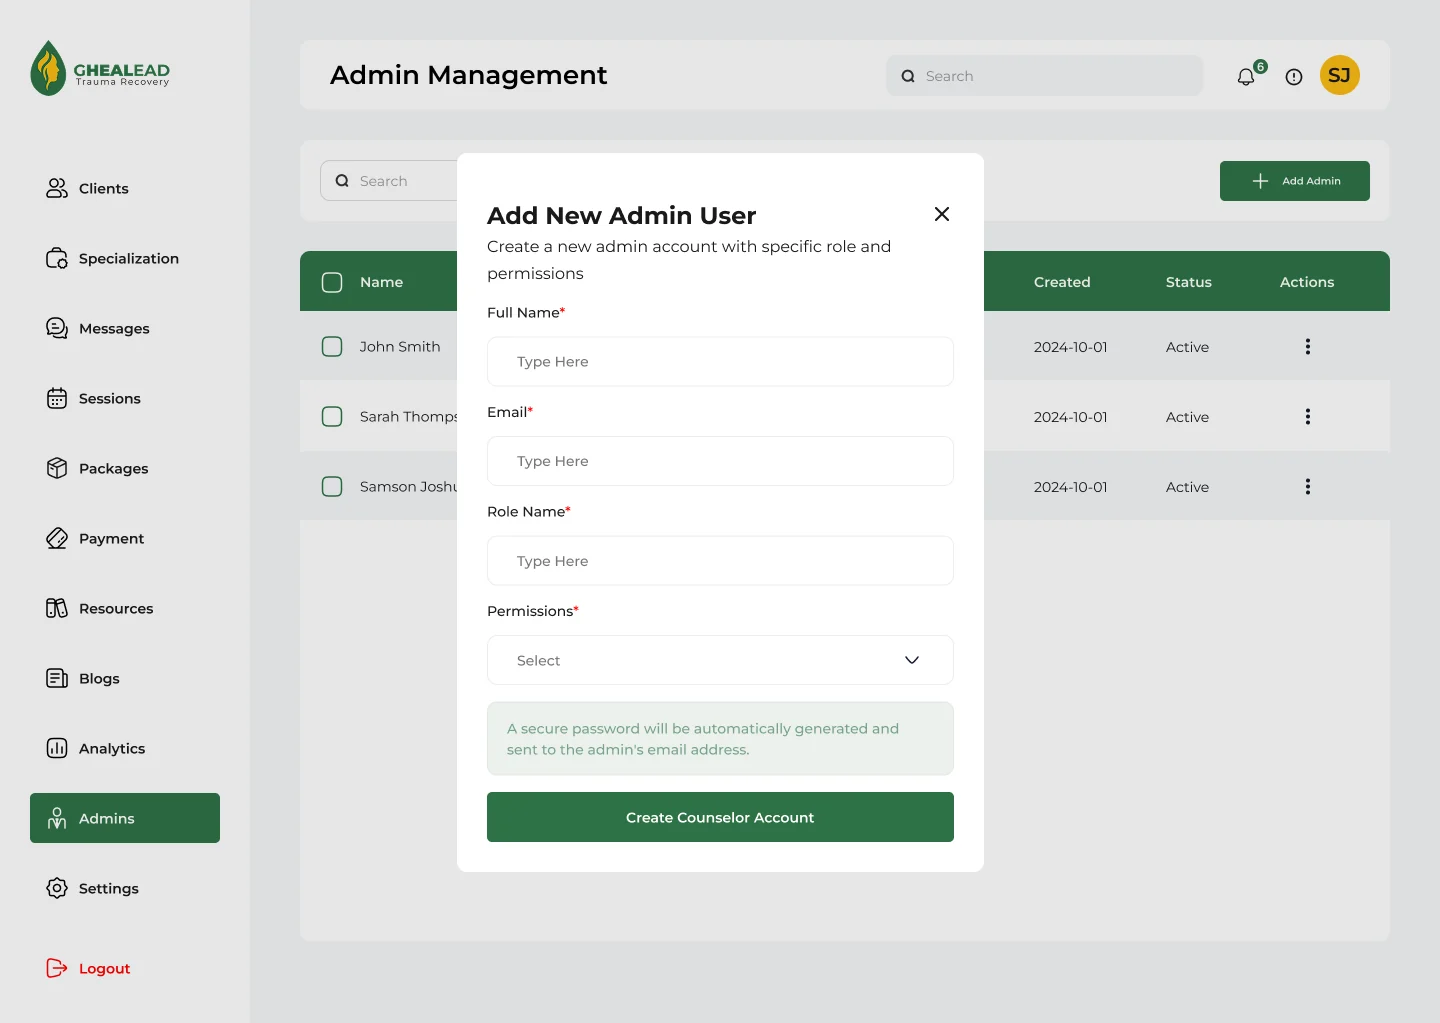 GHEALEAD
Trauma Recovery
Clients
Specialization
Messages
Sessions
Packages
Payment
Resources
Blogs
Analytics
Admins
Settings
Logout
Admin Management
Search
6
SJ
Search
Add Admin
Name
Created
Status
Actions
John Smith
2024-10-01
Active
Sarah Thomps
2024-10-01
Active
Samson Joshu
2024-10-01
Active
Add New Admin User
Create a new admin account with specific role and
permissions
Full Name*
Type Here
Email*
Type Here
Role Name*
Type Here
Permissions*
Select
A secure password will be automatically generated and
sent to the admin's email address.
Create Counselor Account